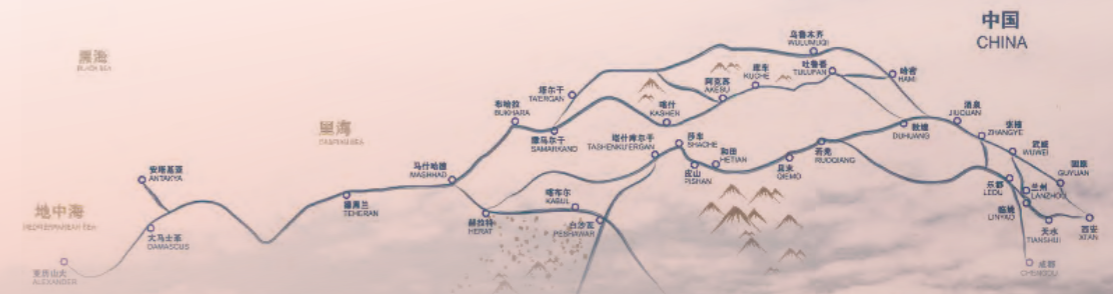 中国
CHINA
黑海
BLACK SEA
里海
CASPIAN SEA
地中海
MEDITERRANEAN SEA
安塔基亚
ANTAKYA
大马士革
DAMASCUS
亚历山大
ALEXANDER
德黑兰
TEHERAN
马什哈德
MASHHAD
赫拉特
HERAT
喀布尔
KABUL
白沙瓦
PESHAWAR
布哈拉
BUKHARA
撒马尔干
SAMARKAND
塔尔干
TA'ERGAN
塔什库尔干
TASHENKU'ERGAN
喀什
KASHEN
莎车
SHACHE
皮山
PISHAN
和田
HETIAN
且末
QIEMO
若羌
RUOQIANG
阿克苏
AKESU
库车
KUCHE
乌鲁木齐
WULUMUQI
吐鲁番
TULUFAN
哈密
HAMI
敦煌
DUHUANG
酒泉
JIUQUAN
张掖
ZHANGYE
武威
WUWEI
固原
GUYUAN
乐都
LEDU
兰州
LANZHOU
临洮
LINYAO
天水
TIANSHUI
西安
XI'AN
成都
CHENGDU